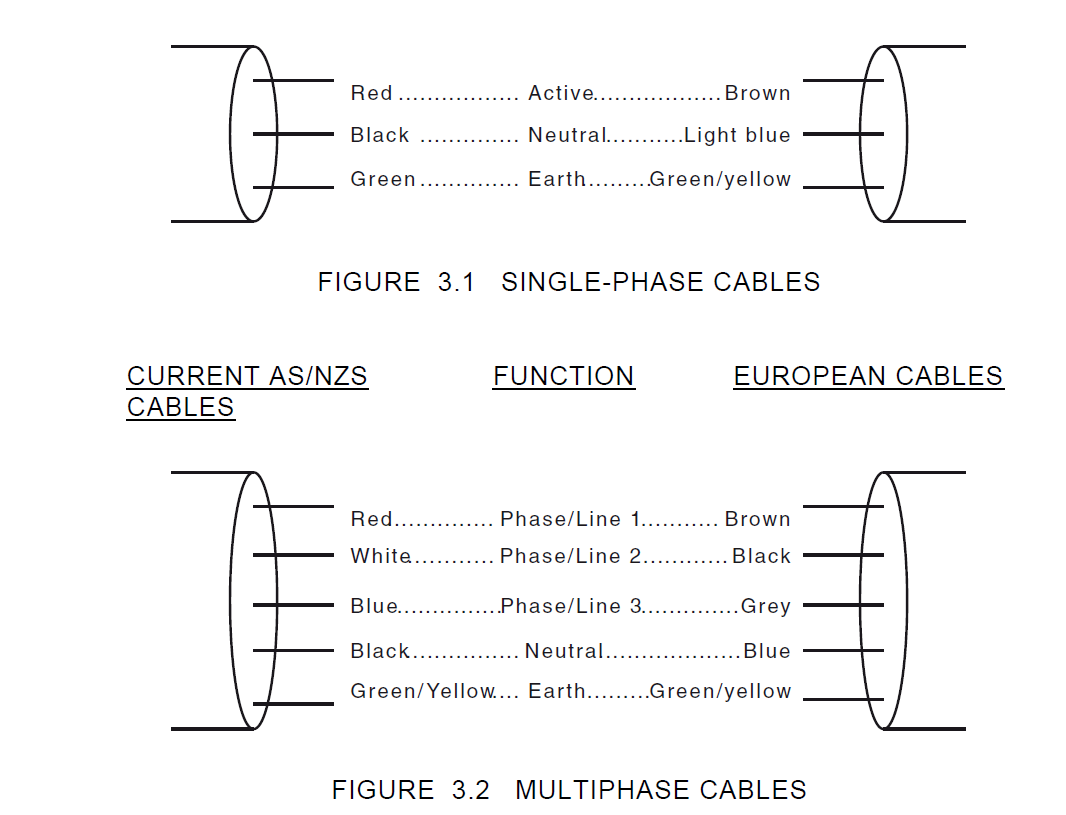 Red ................. Active.................. Brown
Black .............. Neutral...........Light blue
Green.............. Earth.........Green/yellow
FIGURE 3.1 SINGLE-PHASE CABLES
CURRENT AS/NZS CABLES
FUNCTION
EUROPEAN CABLES
Red.............. Phase/Line 1........... Brown
White........... Phase/Line 2............ Black
Blue...............Phase/Line 3..............Grey
Black............... Neutral....................Blue
Green/Yellow.... Earth.........Green/yellow
FIGURE 3.2 MULTIPHASE CABLES